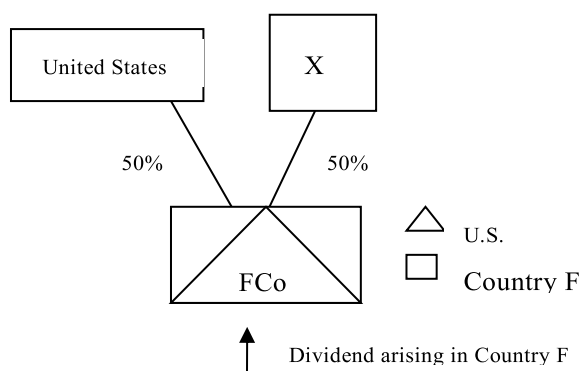 United States
X
50%
50%
U.S.
FCo
Country F
Dividend arising in Country F